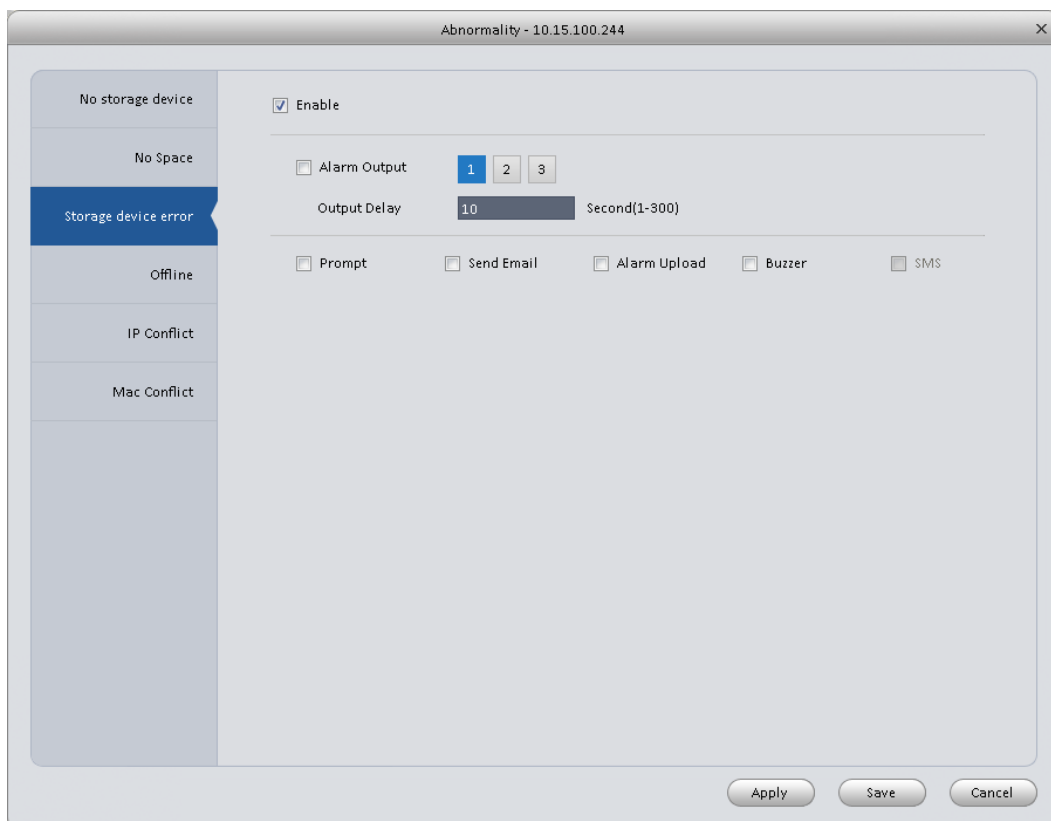 Abnormality - 10.15.100.244
No storage device
No Space
Storage device error
Offline
IP Conflict
Mac Conflict
Enable
Alarm Output 1 2 3
Output Delay 10 Second(1-300)
Prompt Send Email Alarm Upload Buzzer SMS
Apply Save Cancel